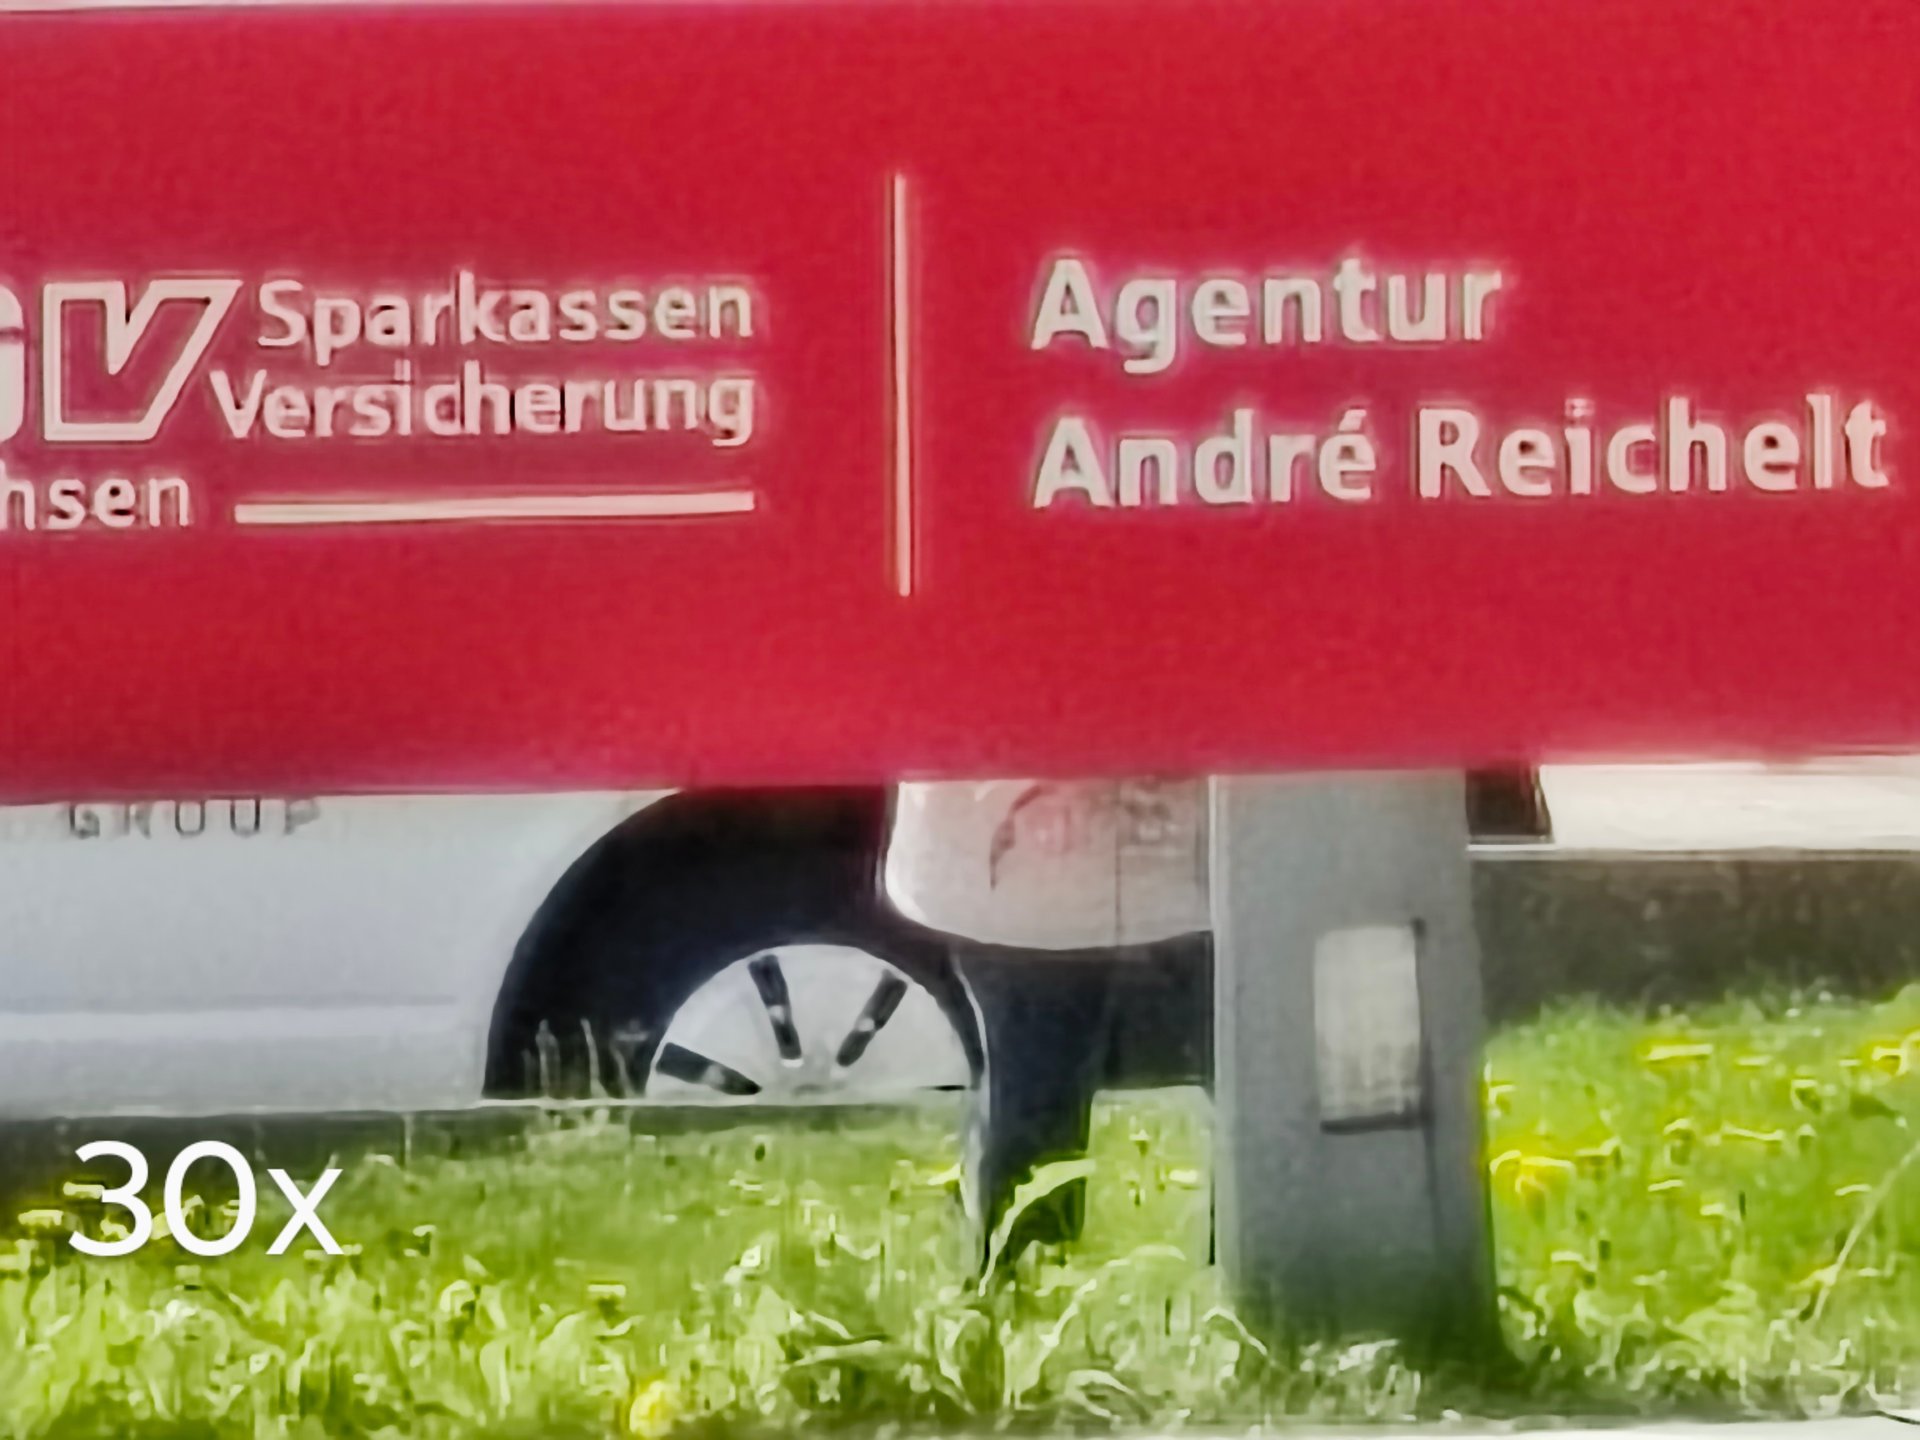 Sparkassen
Versicherung
hsen
Agentur
André Reichelt
GROUP
30x